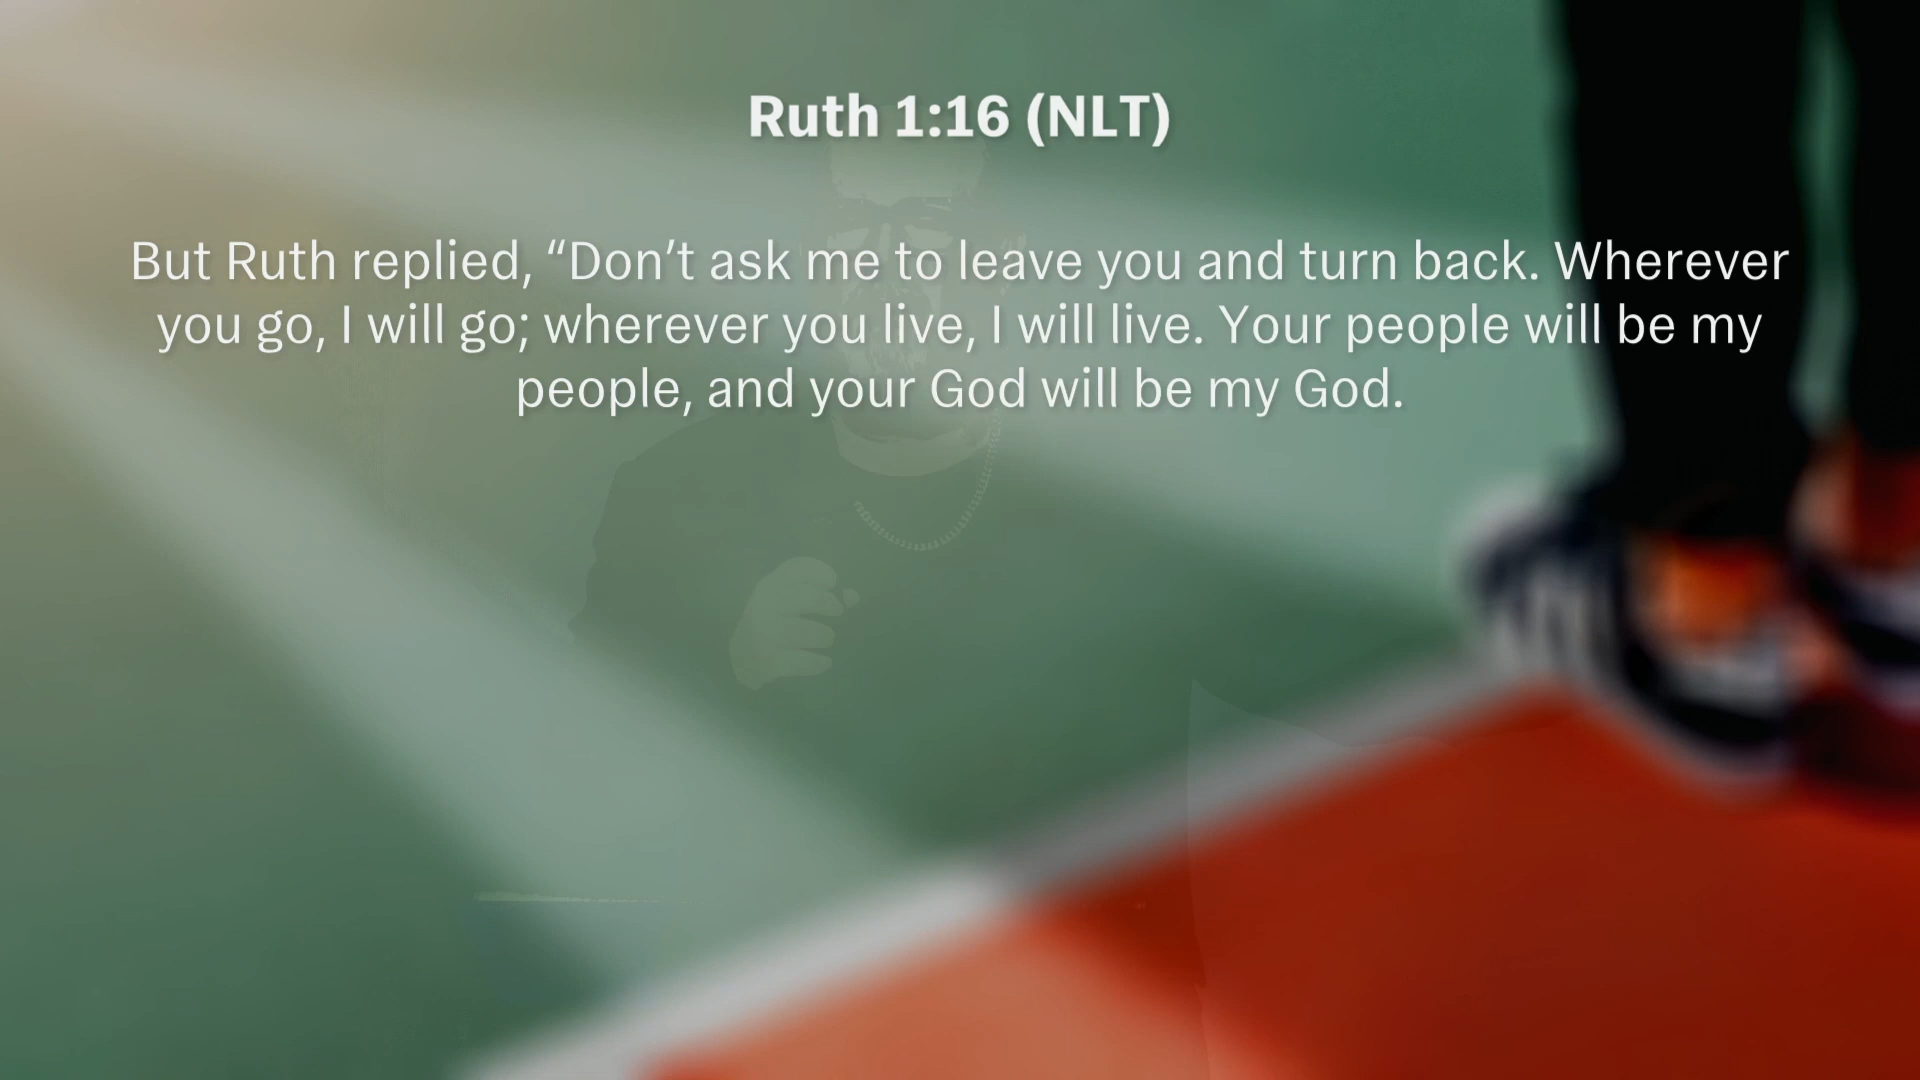 Ruth 1:16 (NLT)
But Ruth replied, “Don’t ask me to leave you and turn back. Wherever
you go, I will go; wherever you live, I will live. Your people will be my
people, and your God will be my God.